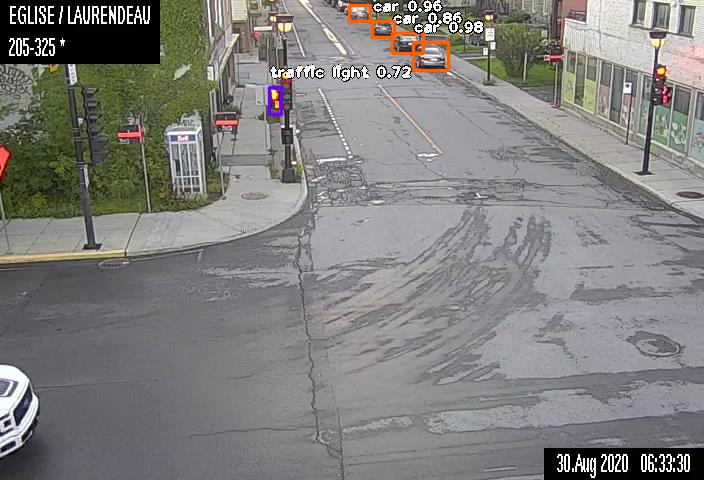 EGLISE / LAURENDEAU
205-325 *
car 0.96
car 0.86
car 0.98
traffic light 0.72
Bell
30.Aug 2020 06:33:30